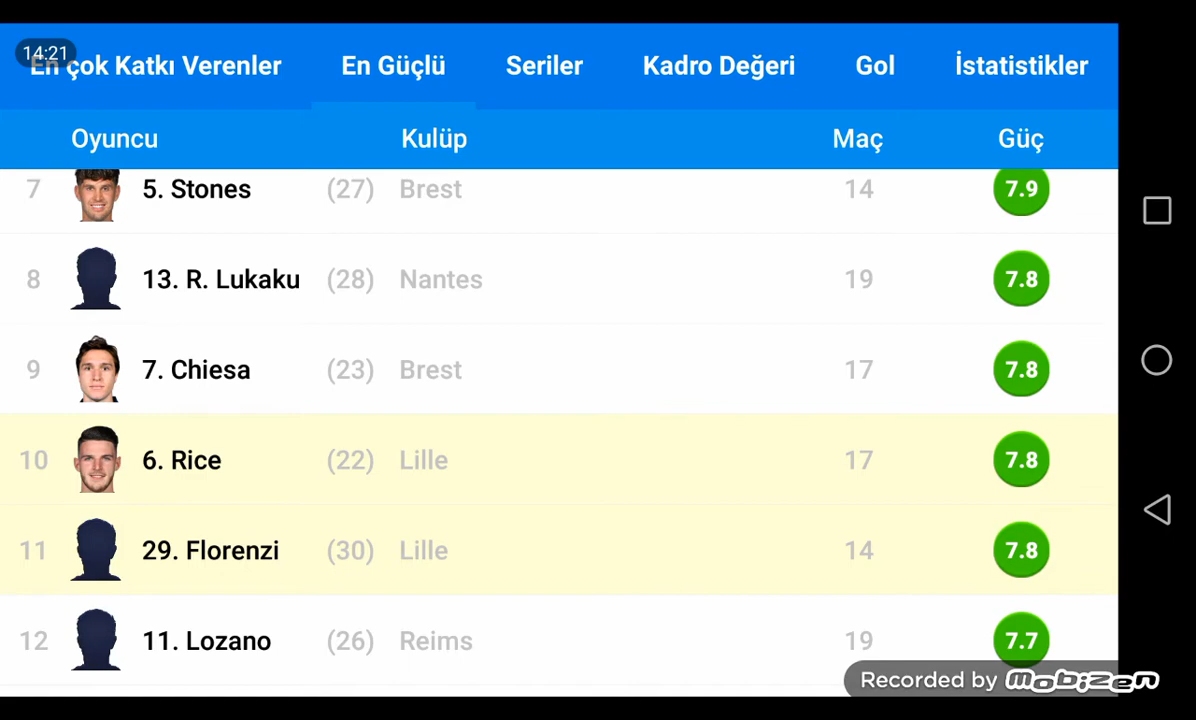 14:21
En çok Katkı Verenler En Güçlü Seriler Kadro Değeri Gol İstatistikler
Oyuncu Kulüp Maç Güç
7 5. Stones (27) Brest 14 7.9
8 13. R. Lukaku (28) Nantes 19 7.8
9 7. Chiesa (23) Brest 17 7.8
10 6. Rice (22) Lille 17 7.8
11 29. Florenzi (30) Lille 14 7.8
12 11. Lozano (26) Reims 19 7.7
Recorded by mobizen